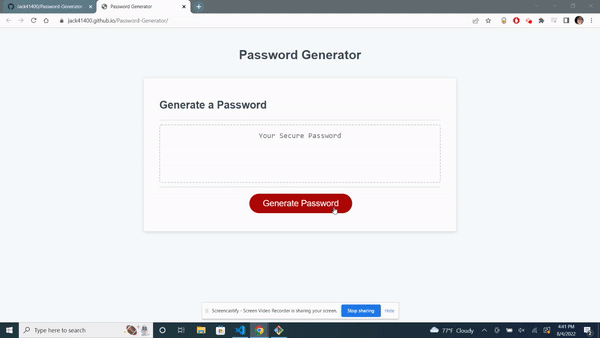 jack41400/Password-Generator
Password Generator
jack41400.github.io/Password-Generator/
Password Generator
Generate a Password
Your Secure Password
Generate Password
Screencastify - Screen Video Recorder is sharing your screen.
Stop sharing
Hide
Type here to search
77°F Cloudy
4:41 PM
8/4/2022